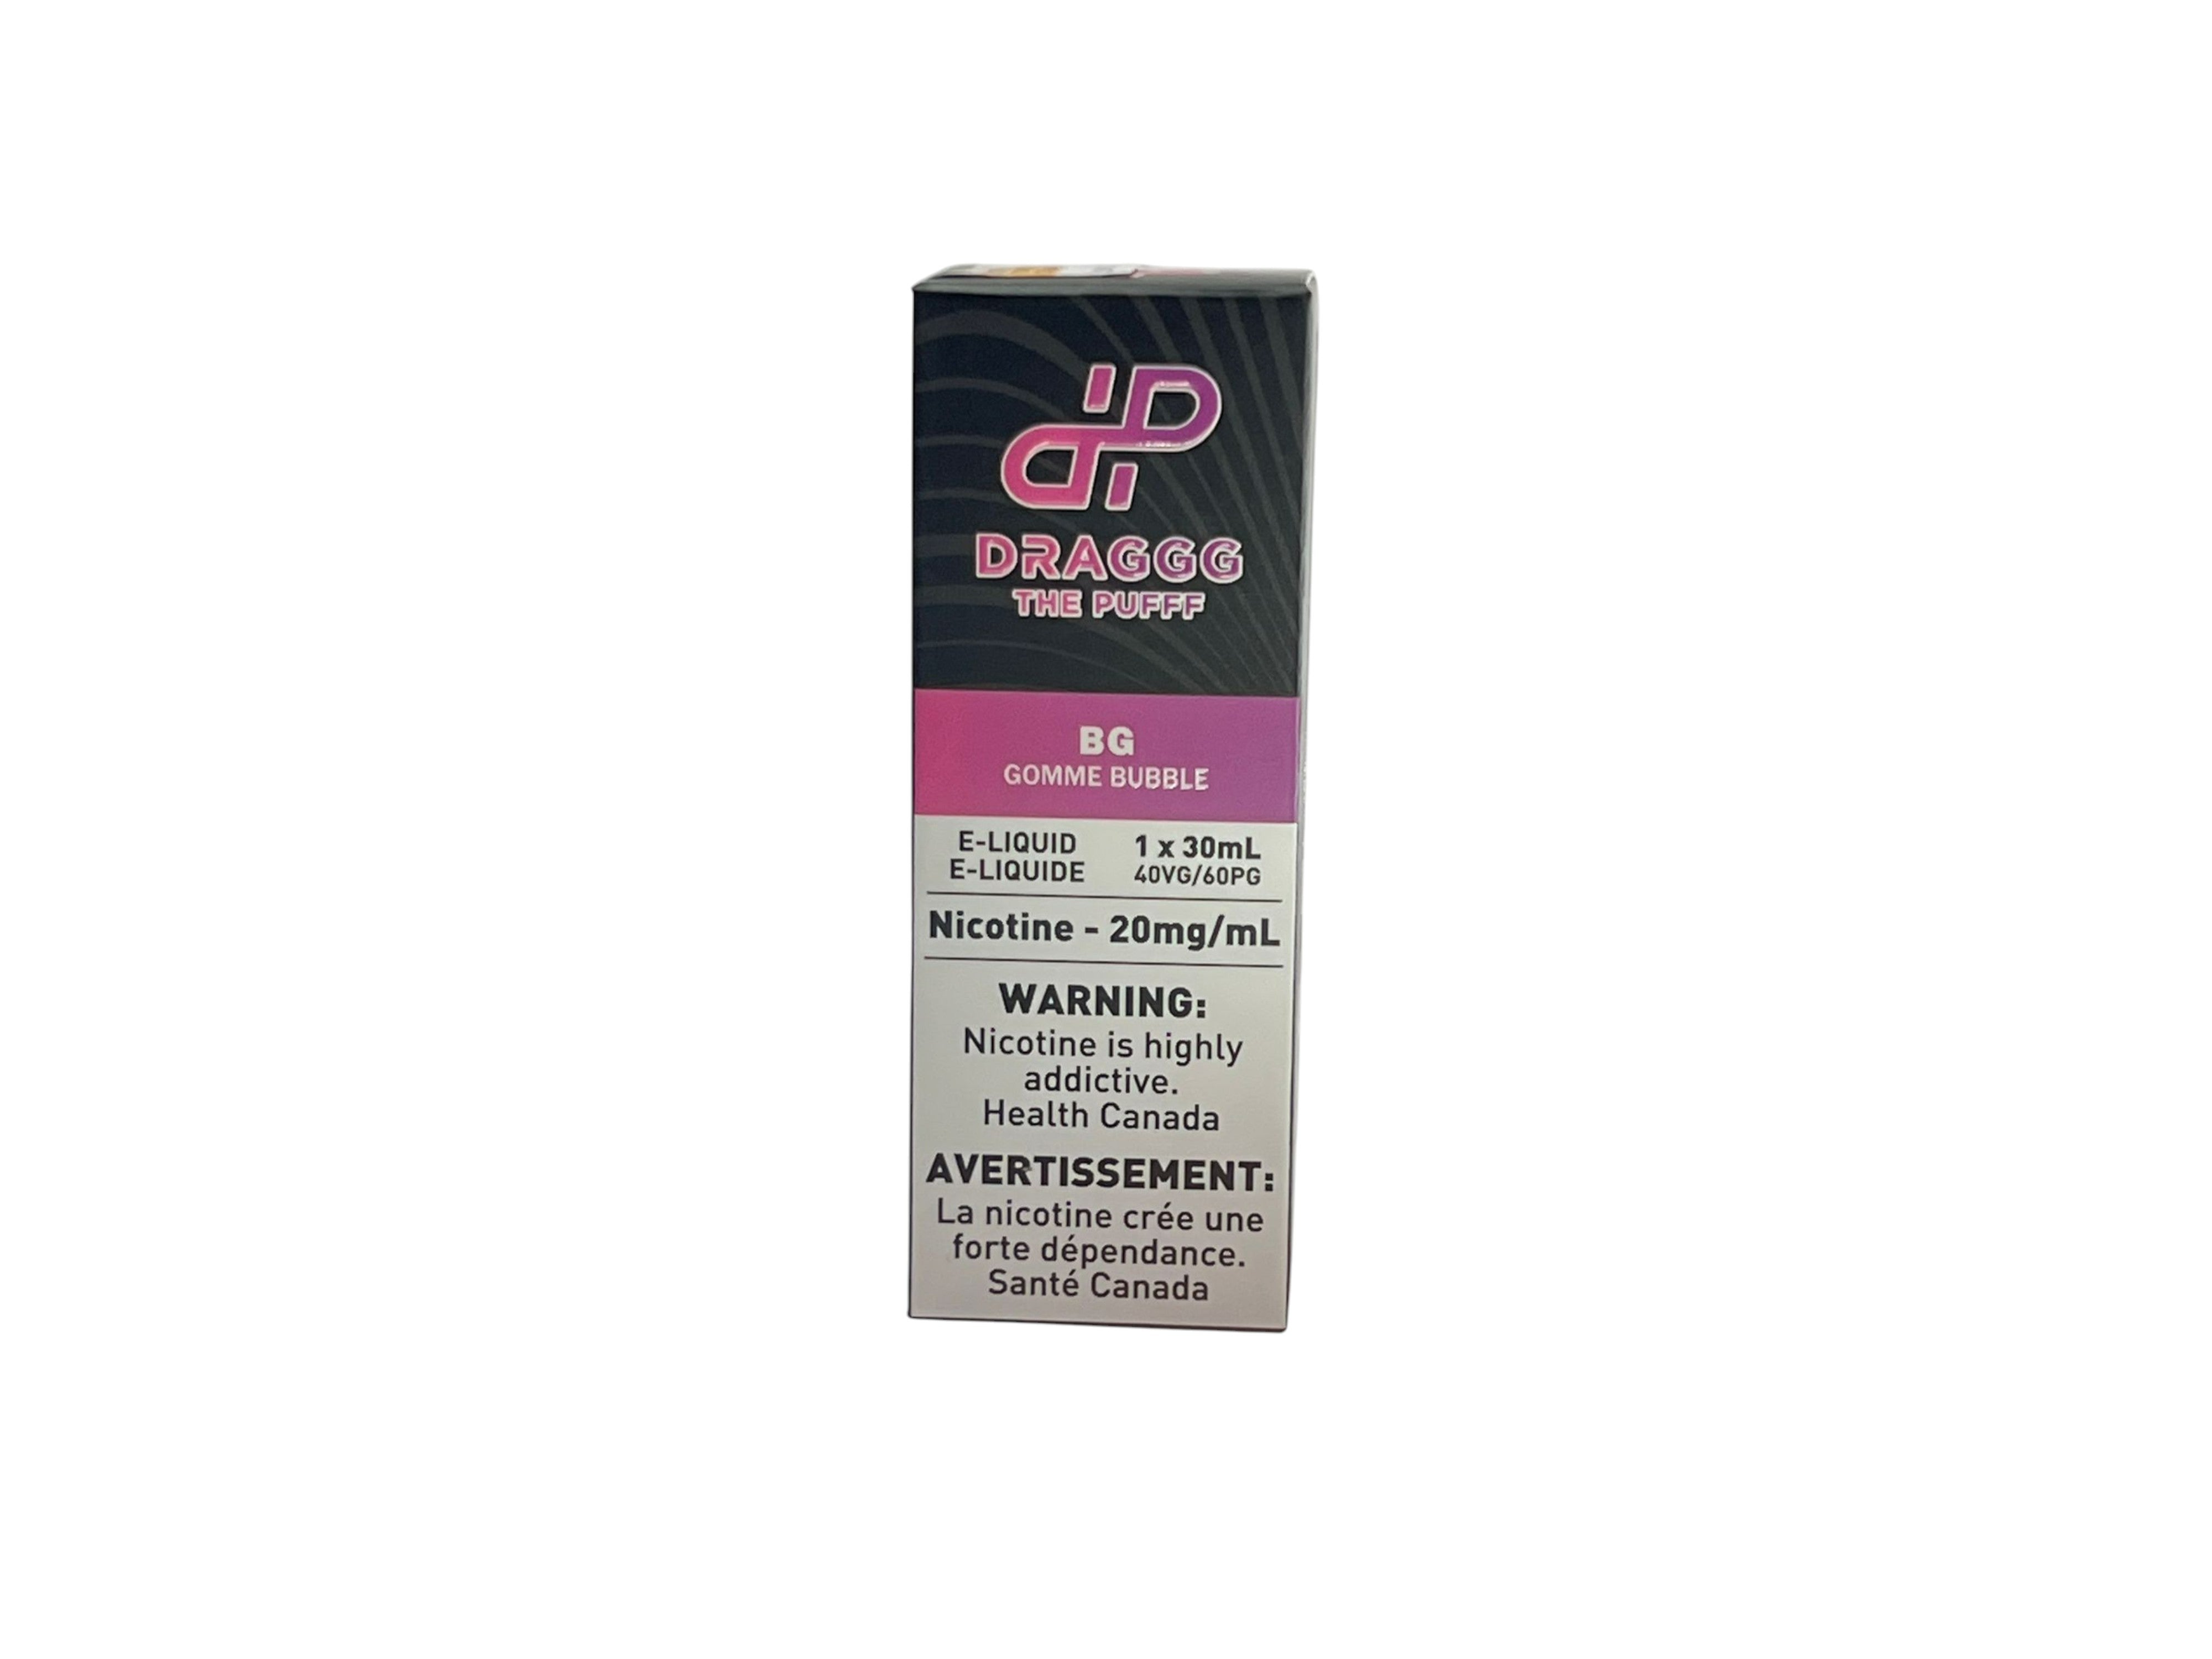 dP
DRAGGG
THE PUFFF
BG
GOMME BUBBLE
E-LIQUID
E-LIQUIDE
1 x 30mL
40VG/60PG
Nicotine - 20mg/mL
WARNING:
Nicotine is highly
addictive.
Health Canada
AVERTISSEMENT:
La nicotine crée une
forte dépendance.
Santé Canada